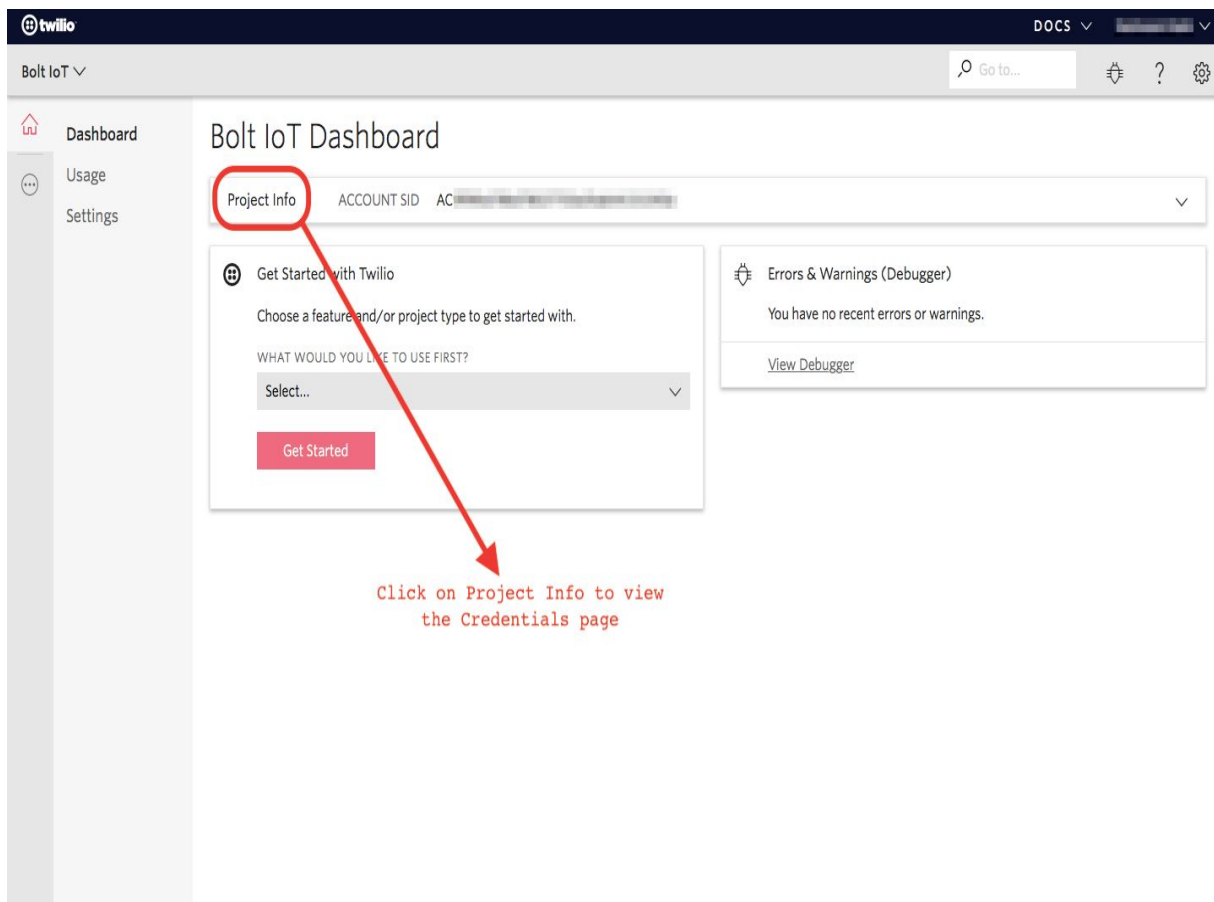 twilio
DOCS
Bolt IoT
Go to...
?
Dashboard
Usage
Settings
Bolt IoT Dashboard
Project Info ACCOUNT SID AC
Get Started with Twilio
Choose a feature and/or project type to get started with.
WHAT WOULD YOU LIKE TO USE FIRST?
Select...
Get Started
Errors & Warnings (Debugger)
You have no recent errors or warnings.
View Debugger
Click on Project Info to view
the Credentials page